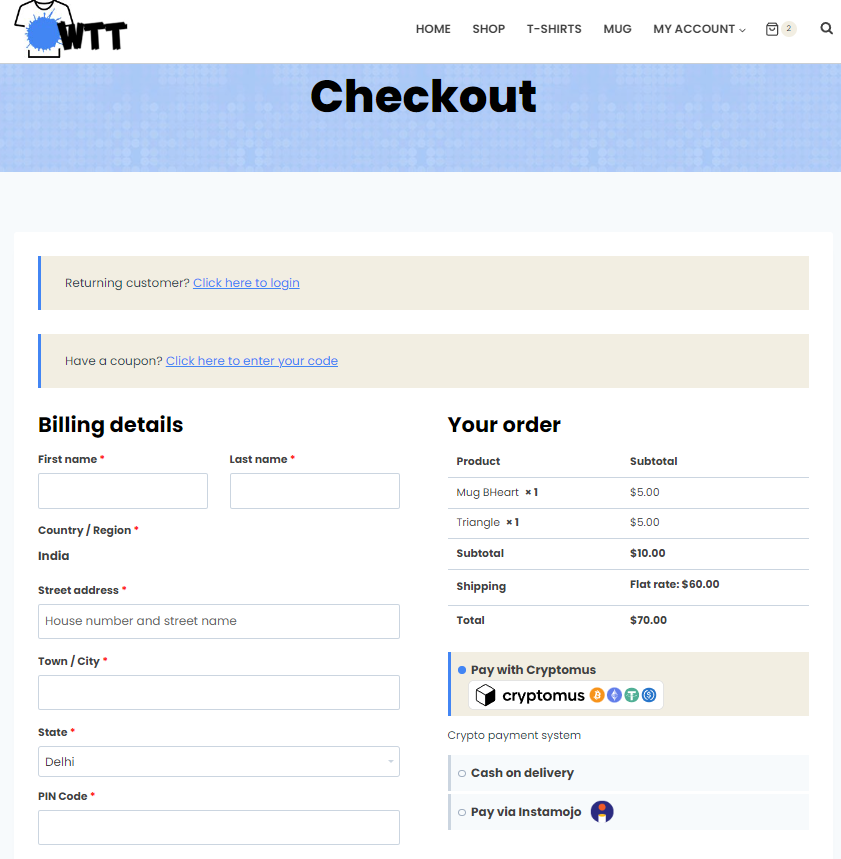 WTT
HOME SHOP T-SHIRTS MUG MY ACCOUNT 2
Checkout
Returning customer? Click here to login
Have a coupon? Click here to enter your code
Billing details
First name *
Last name *
Country / Region *
India
Street address *
House number and street name
Town / City *
State *
Delhi
PIN Code *
Your order
Product Subtotal
Mug BHeart × 1 $5.00
Triangle × 1 $5.00
Subtotal $10.00
Shipping Flat rate: $60.00
Total $70.00
Pay with Cryptomus
cryptomus
Crypto payment system
Cash on delivery
Pay via Instamojo